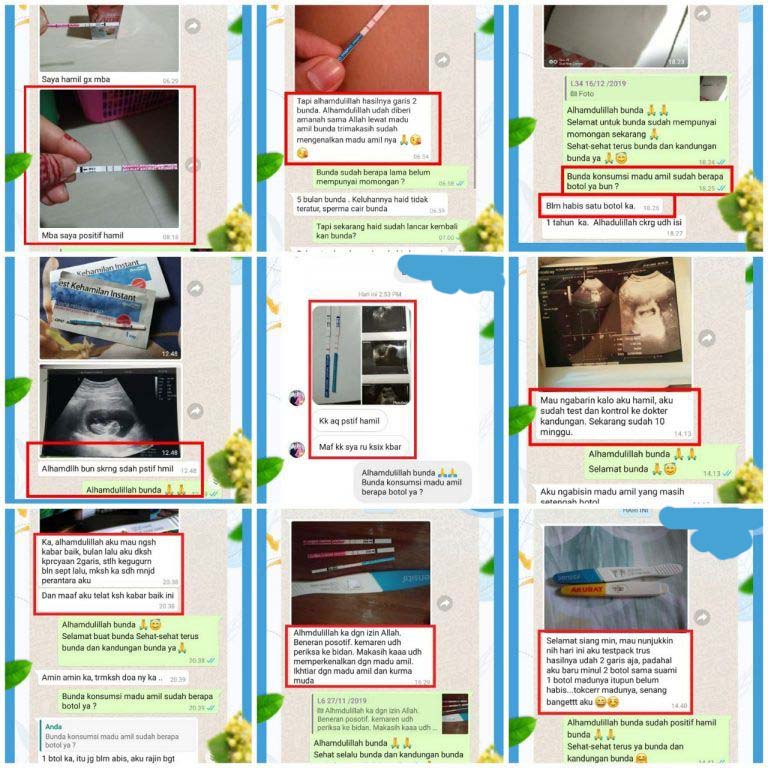 Saya hamil gx mba
06.29
Mba saya positif hamil
08.18
Tapi alhamdulillah hasilnya garis 2
bunda. Alhamdulillah udah diberi
amanah sama Allah lewat madu
amil bunda trimakasih sudah
mengenalkan madu amil nya 🙏😘
😘
06.54
Bunda sudah berapa lama belum
mempunyai momongan ?
06.58
5 bulan bunda . Keluhannya haid tidak
teratur, sperma cair bunda
06.59
Tapi sekarang haid sudah lancar kembali
kan bunda?
07.00
18.23
L34 16/12 /2019
Foto
Alhamdulillah bunda 🙏🙏
Selamat untuk bunda sudah mempunyai
momongan sekarang 🙏
Sehat-sehat terus bunda dan kandungan
bunda ya 🙏😇
18.24
Bunda konsumsi madu amil sudah berapa
botol ya bun ?
18.25
Blm habis satu botol ka.
18.26
1 tahun ka. Alhadulillah ckrg udh isi
18.27
est Kehamilan Instant
Kehamilan Instant
12.48
12.48
Alhamdllh bun skrng sdah pstif hmil
12.48
Alhamdulillah bunda 🙏🙏
Hari ini 2:53 PM
Kk aq pstif hamil
Maf kk sya ru ksix kbar
Alhamdulillah bunda 🙏🙏
Bunda konsumsi madu amil
berapa botol ya ?
Mau ngabarin kalo aku hamil, aku
sudah test dan kontrol ke dokter
kandungan. Sekarang sudah 10
minggu.
14.13
Alhamdulillah bunda 🙏🙏
Selamat bunda 🙏😇
14.13
Aku ngabisin madu amil yang masih
setengah botol
Ka, alhamdulillah aku mau ngsh
kabar baik, bulan lalu aku dksh
kprcyaan 2garis, stlh kegugurn
bln sept lalu, mksh ka sdh mnjd
perantara aku
20.38
Dan maaf aku telat ksh kabar baik ini
20.38
Alhamdulillah bunda 🙏😇
Selamat buat bunda Sehat-sehat terus
bunda dan kandungan bunda ya🙏
20.38
Amin amin ka, trmksh doa ny ka ..
20.39
Bunda konsumsi madu amil sudah berapa
botol ya ?
20.39
Anda
Bunda konsumsi madu amil sudah berapa
botol ya ?
1 btol ka, itu jg blm abis, aku rajin bgt
Alhmdulillah ka dgn izin Allah.
Beneran posotif. kemaren udh
periksa ke bidan. Makasih kaaa udh
memperkenalkan dgn madu amil.
Ikhtiar dgn madu amil dan kurma
muda
L6 27/11 /2019
Alhmdulillah ka dgn izin Allah.
Beneran posotif. kemaren udh
periksa ke bidan. Makasih kaaa udh ...
Alhamdulillah bunda 🙏🙏
Sehat selalu bunda dan kandungan bunda
HARI INI
AKURAT
Selamat siang min, mau nunjukkin
nih hari ini aku testpack trus
hasilnya udah 2 garis aja, padahal
aku baru minul 2 botol sama suami
1 botol madunya itupun belum
habis...tokcerr madunya, senang
bangettt aku 😄☺️
14.40
Alhamdulillah bunda sudah positif hamil
bunda 🙏🙏
Sehat-sehat terus ya bunda dan
kandungan bunda 🤗